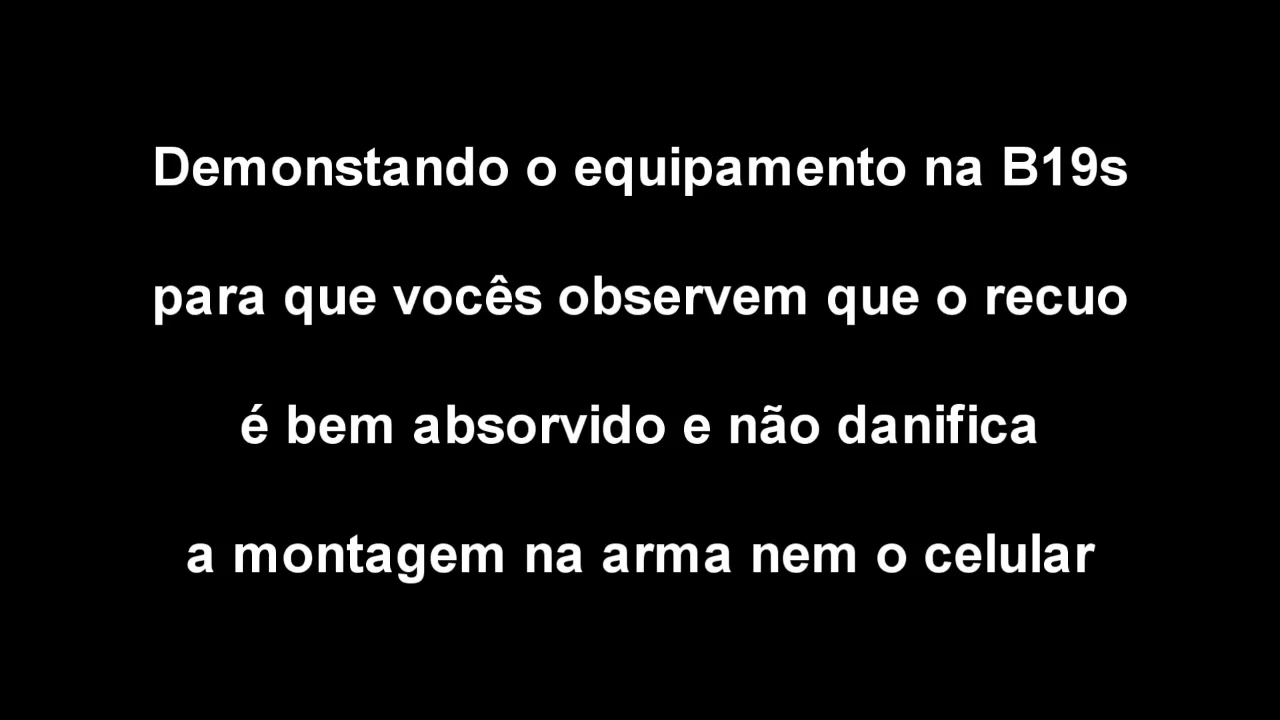 Demonstando o equipamento na B19s
para que vocês observem que o recuo
é bem absorvido e não danifica
a montagem na arma nem o celular